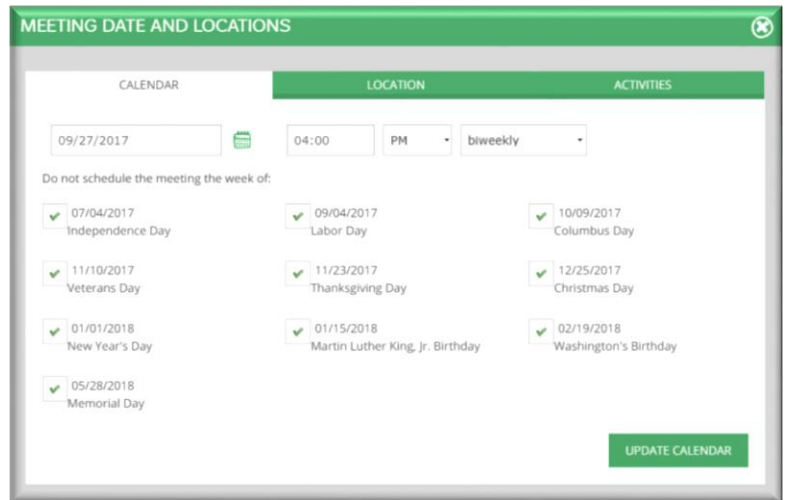 MEETING DATE AND LOCATIONS
CALENDAR
LOCATION
ACTIVITIES
09/27/2017
04:00
PM
biweekly
Do not schedule the meeting the week of:
07/04/2017
Independence Day
09/04/2017
Labor Day
10/09/2017
Columbus Day
11/10/2017
Veterans Day
11/23/2017
Thanksgiving Day
12/25/2017
Christmas Day
01/01/2018
New Year's Day
01/15/2018
Martin Luther King, Jr. Birthday
02/19/2018
Washington's Birthday
05/28/2018
Memorial Day
UPDATE CALENDAR